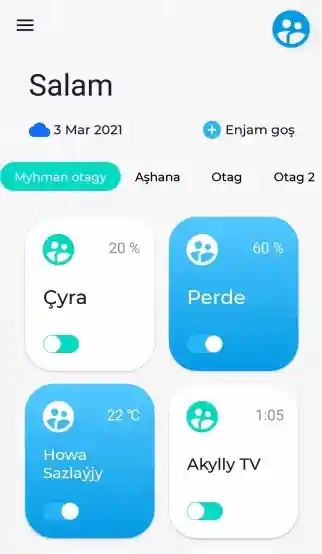 Salam
3 Mar 2021
Enjam goş
Myhman otagy
Aşhana
Otag
Otag 2
20 %
Çyra
60 %
Perde
22 ℃
Howa
Sazlaýjy
1:05
Akylly TV